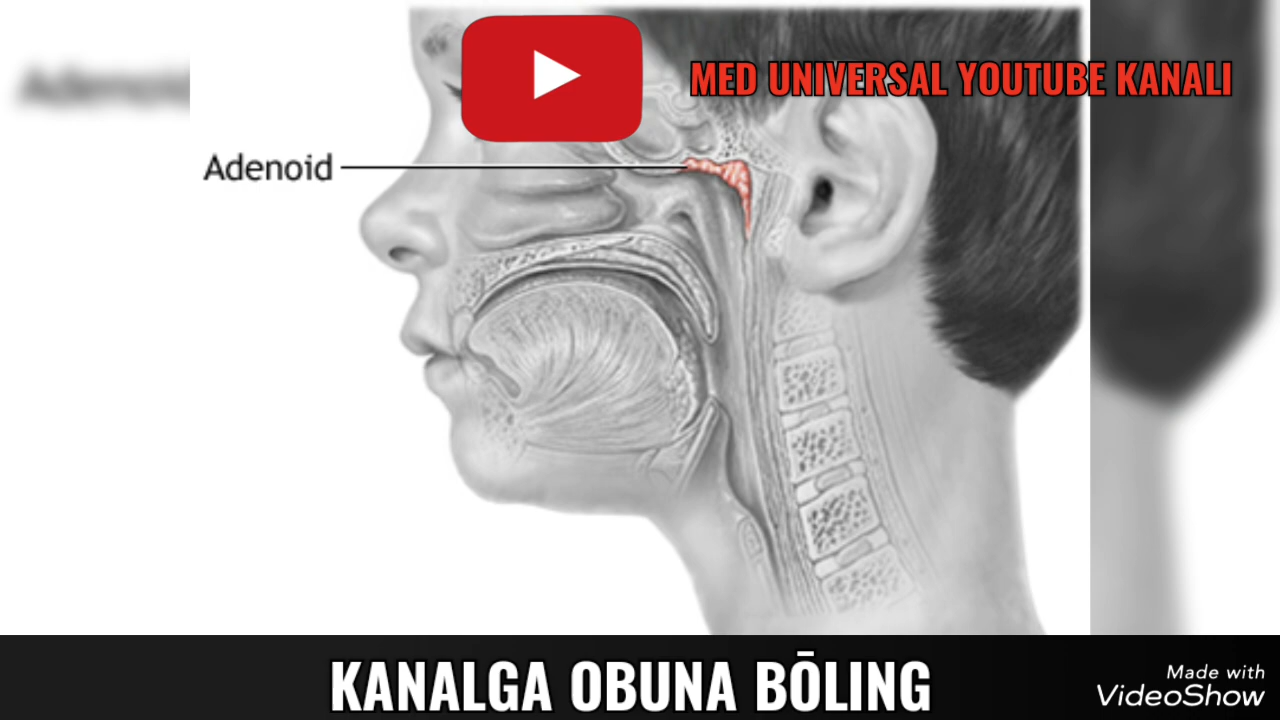 MED UNIVERSAL YOUTUBE KANALI
Adenoid
KANALGA OBUNA BŌLING
Made with
VideoShow